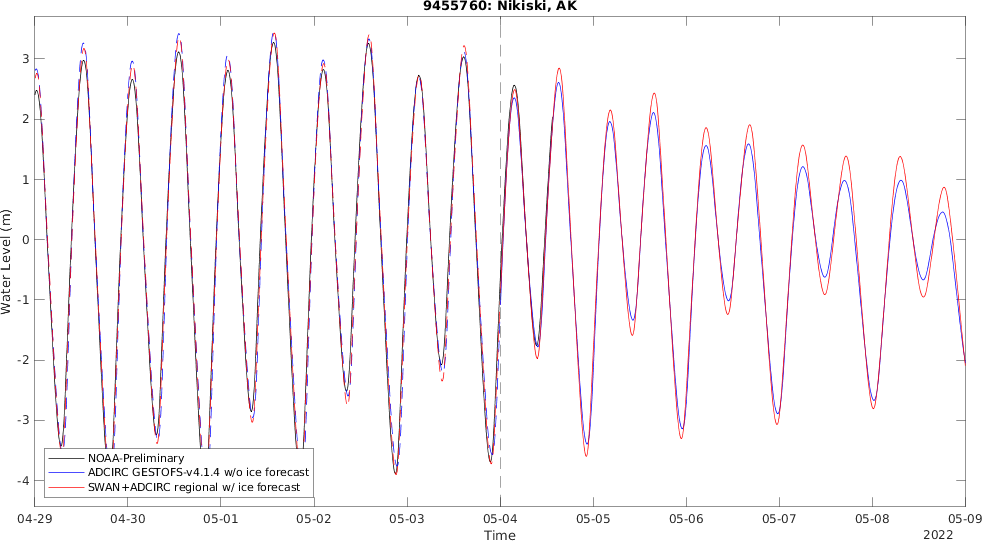 9455760: Nikiski, AK
Water Level (m)
3
2
1
0
-1
-2
-3
-4
NOAA-Preliminary
ADCIRC GESTOFS-v4.1.4 w/o ice forecast
SWAN+ADCIRC regional w/ ice forecast
04-29 04-30 05-01 05-02 05-03 05-04 05-05 05-06 05-07 05-08 05-09
Time
2022